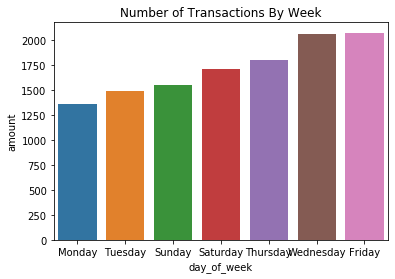 Number of Transactions By Week
amount
2000
1750
1500
1250
1000
750
500
250
0
Monday Tuesday Sunday Saturday Thursday Wednesday Friday
day_of_week